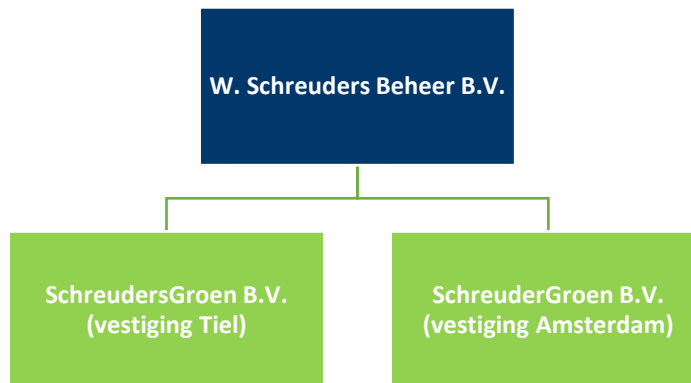 W. Schreuders Beheer B.V.
SchreudersGroen B.V.
(vestiging Tiel)
SchreuderGroen B.V.
(vestiging Amsterdam)